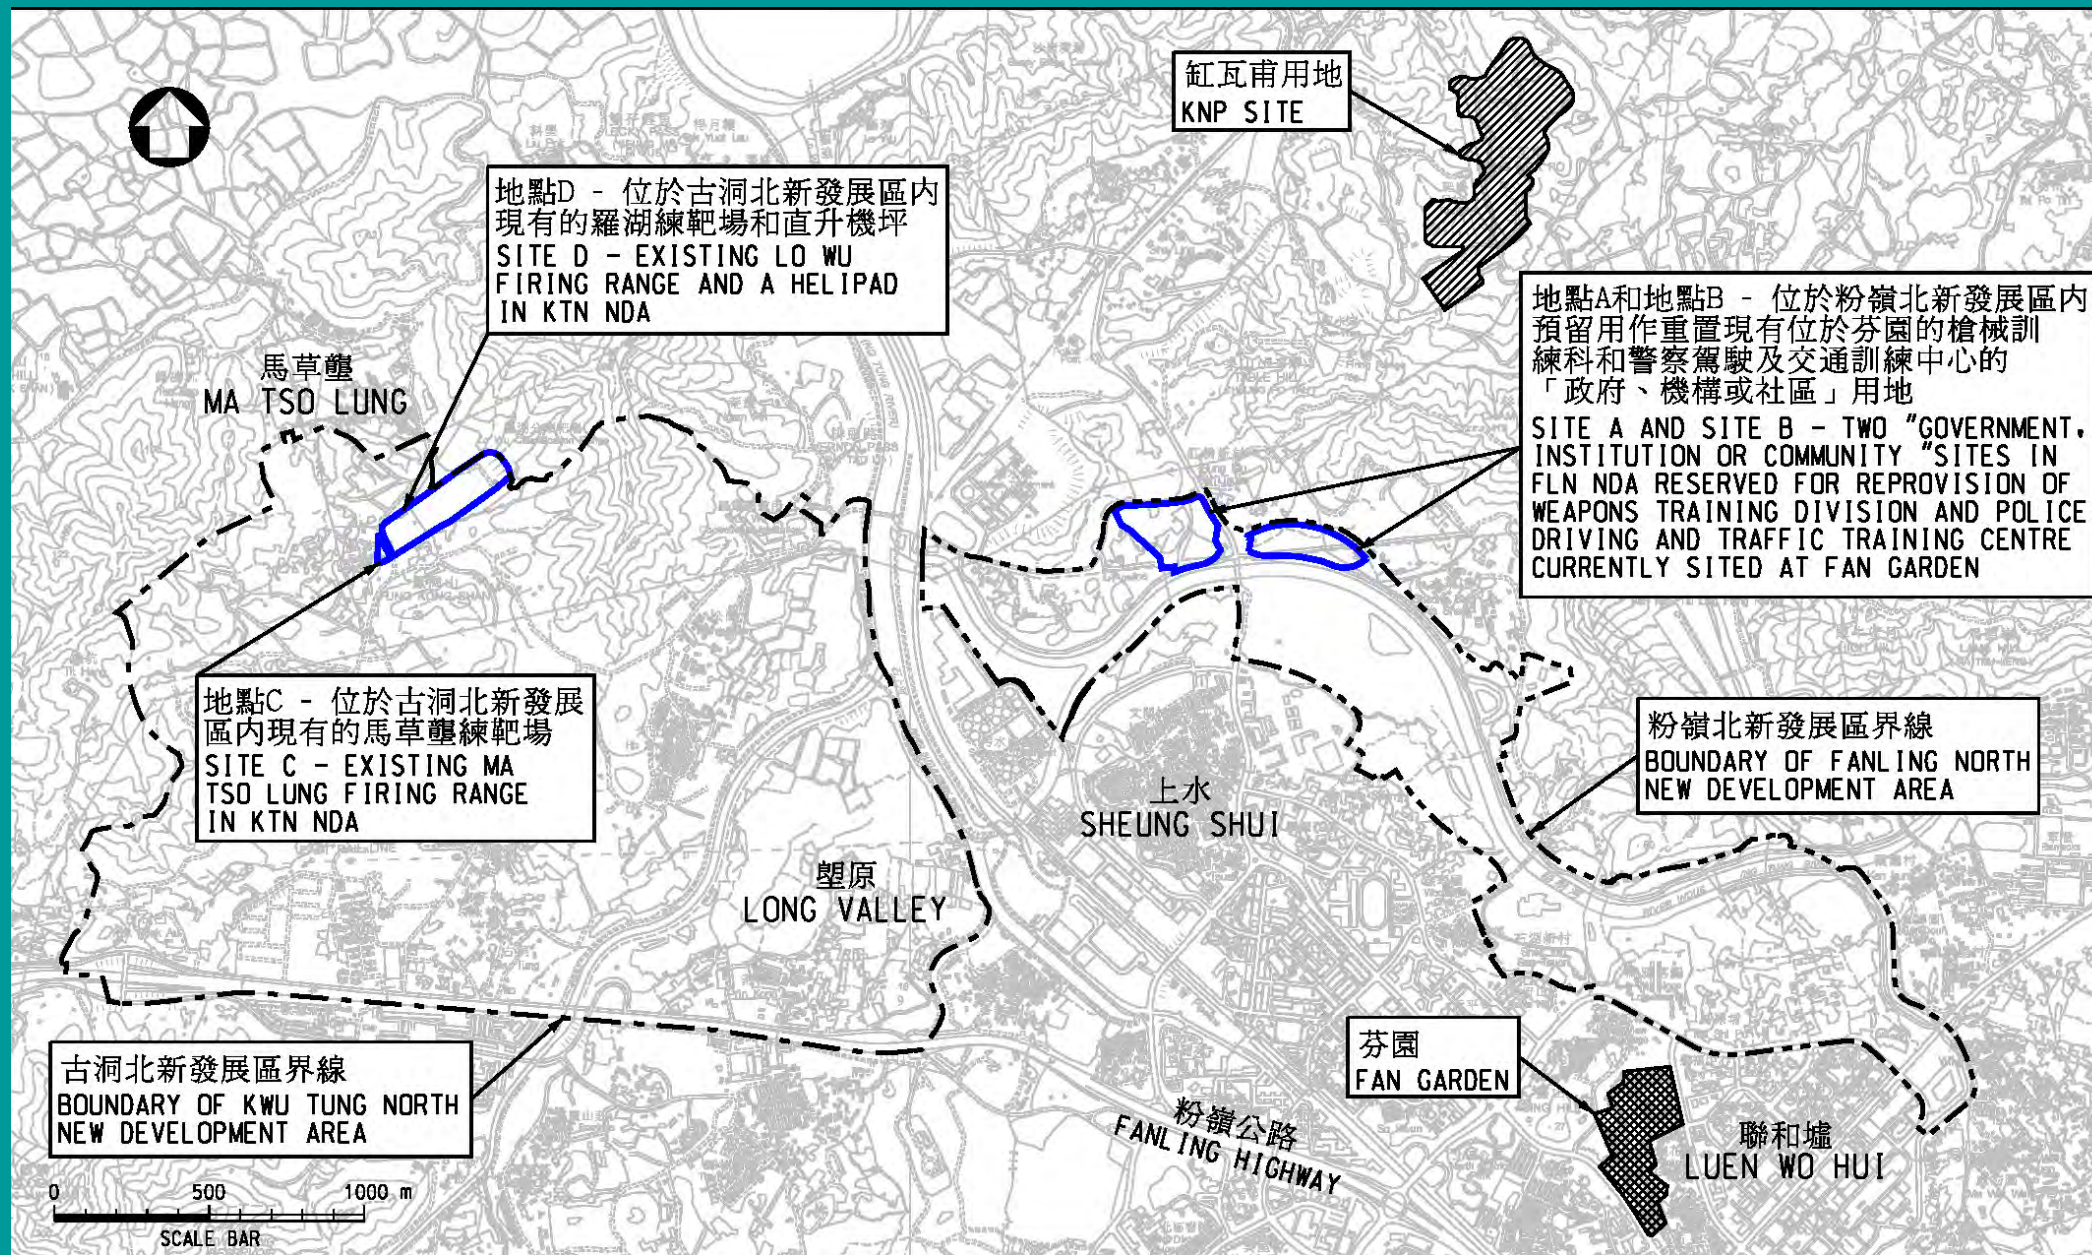 缸瓦甫用地
KNP SITE
地點D - 位於古洞北新發展區內
現有的羅湖練靶場和直升機坪
SITE D - EXISTING LO WU
FIRING RANGE AND A HELIPAD
IN KTN NDA
地點A和地點B - 位於粉嶺北新發展區內
預留用作重置現有位於芬園的槍械訓
練科和警察駕駛及交通訓練中心的
「政府、機構或社區」用地
SITE A AND SITE B - TWO "GOVERNMENT,
INSTITUTION OR COMMUNITY "SITES IN
FLN NDA RESERVED FOR REPROVISION OF
WEAPONS TRAINING DIVISION AND POLICE
DRIVING AND TRAFFIC TRAINING CENTRE
CURRENTLY SITED AT FAN GARDEN
馬草壟
MA TSO LUNG
地點C - 位於古洞北新發展
區內現有的馬草壟練靶場
SITE C - EXISTING MA
TSO LUNG FIRING RANGE
IN KTN NDA
粉嶺北新發展區界線
BOUNDARY OF FANLING NORTH
NEW DEVELOPMENT AREA
上水
SHEUNG SHUI
塱原
LONG VALLEY
芬園
FAN GARDEN
古洞北新發展區界線
BOUNDARY OF KWU TUNG NORTH
NEW DEVELOPMENT AREA
粉嶺公路
FANLING HIGHWAY
聯和墟
LUEN WO HUI
0 500 1000 m
SCALE BAR